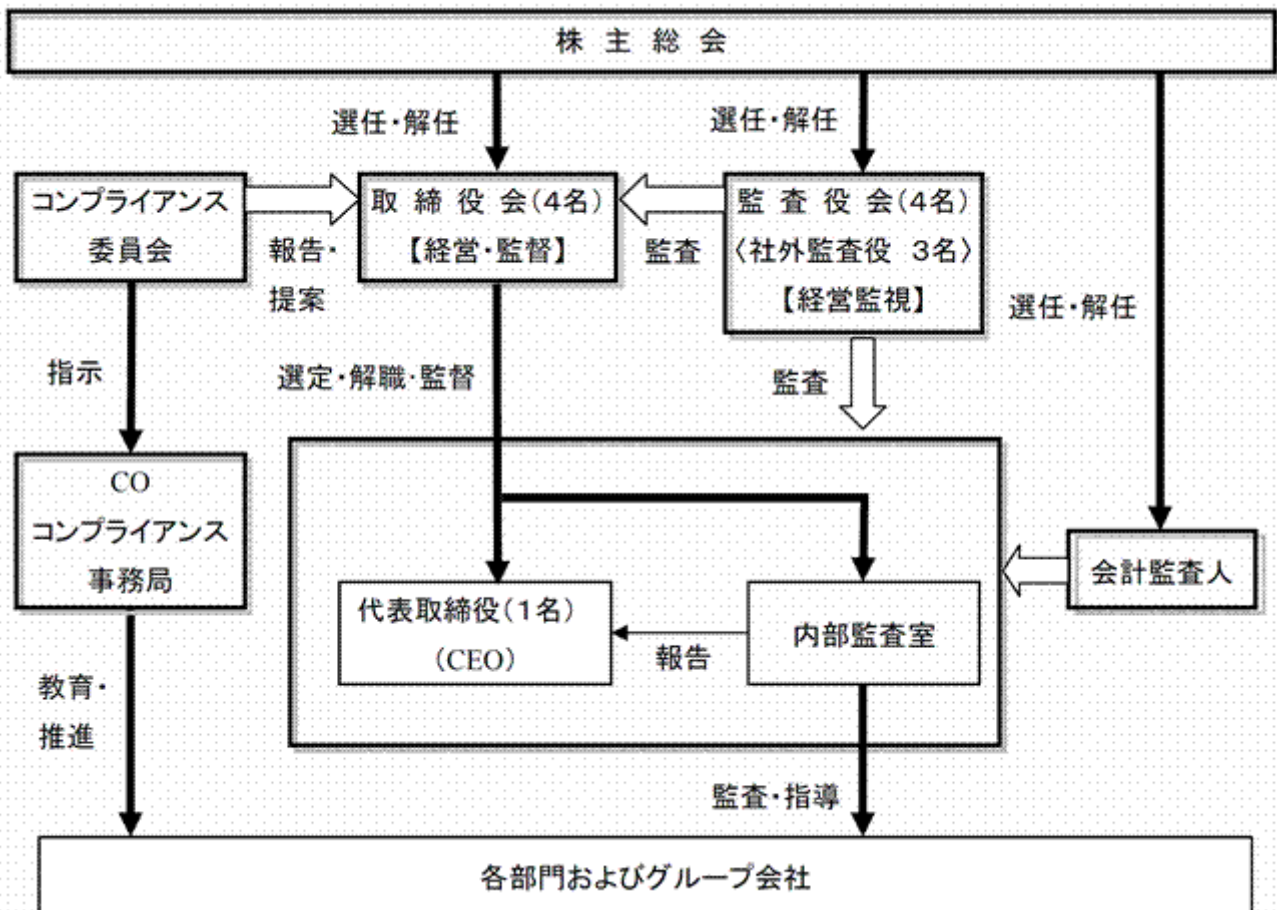 株 主 総 会
選任・解任
選任・解任
コンプライアンス
委員会
報告・
提案
取 締 役 会(4名)
【経営・監督】
監査
監 査 役 会(4名)
〈社外監査役 3名〉
【経営監視】
選任・解任
指示
選定・解職・監督
監査
CO
コンプライアンス
事務局
代表取締役(1名)
(CEO)
報告
内部監査室
会計監査人
教育・
推進
監査・指導
各部門およびグループ会社